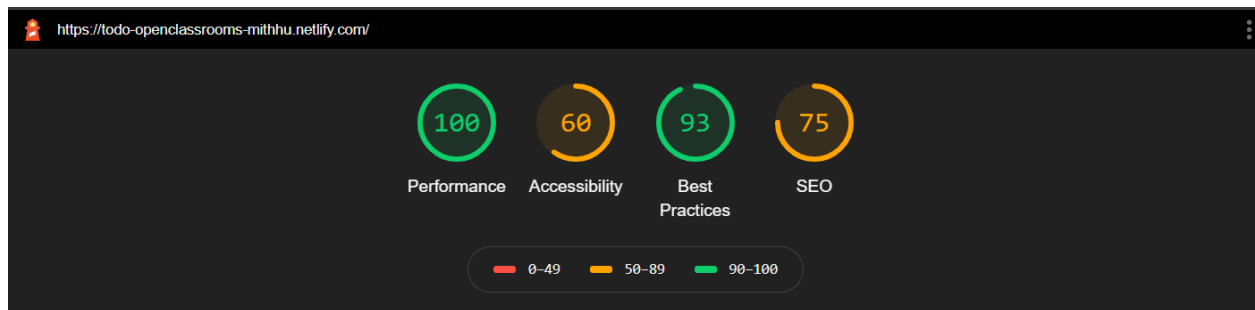 https://todo-openclassrooms-mithhu.netlify.com/
100 60 93 75
Performance Accessibility Best SEO
Practices
0–49 50–89 90–100